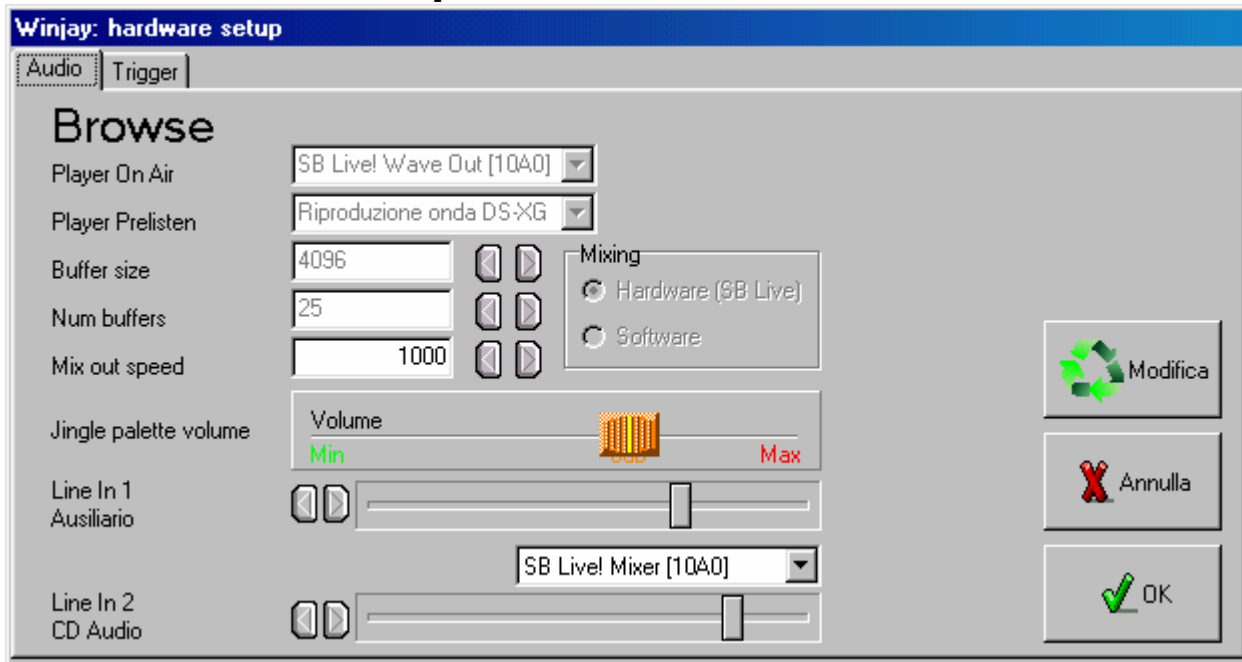 Winjay: hardware setup
Audio Trigger
Browse
Player On Air SB Live! Wave Out [10A0]
Player Prelisten Riproduzione onda DS-XG
Buffer size 4096 Mixing
Hardware (SB Live)
Num buffers 25
Software
Mix out speed 1000
Modifica
Jingle palette volume Volume
Min 0db Max
Line In 1
Ausiliario
Annulla
SB Live! Mixer [10A0]
Line In 2
CD Audio
OK